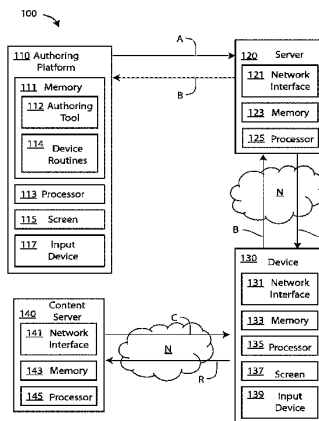 100
A
B
110 Authoring
Platform
111 Memory
112 Authoring
Tool
114 Device
Routines
113 Processor
115 Screen
117 Input
Device
120 Server
121 Network
Interface
123 Memory
125 Processor
N
B
130 Device
131 Network
Interface
133 Memory
135 Processor
137 Screen
139 Input
Device
140 Content
Server
141 Network
Interface
143 Memory
145 Processor
C
N
R